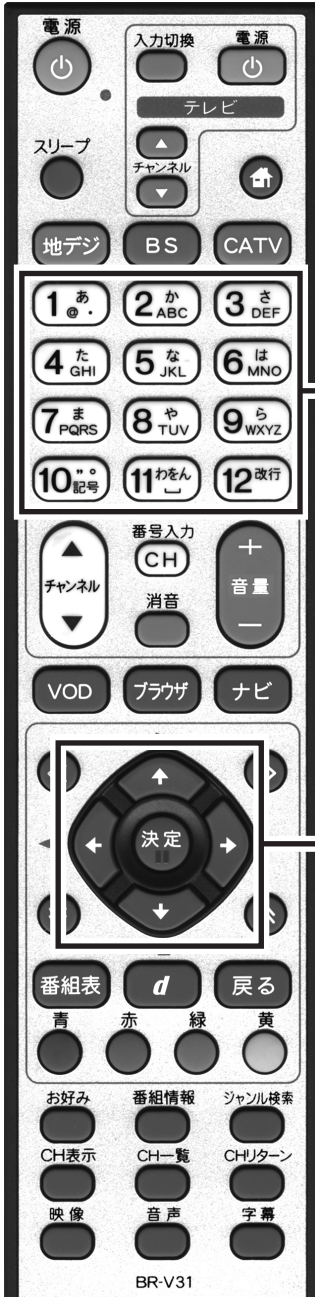 電源
入力切換 電源
テレビ
スリープ
チャンネル
地デジ BS CATV
1 あ @. 2 か ABC 3 さ DEF
4 た GHI 5 な JKL 6 は MNO
7 ま PQRS 8 や TUV 9 ら WXYZ
10 ゛゜ 記号 11 わをん 12 改行
番号入力
CH
チャンネル
+
音量
−
消音
VOD ブラウザ ナビ
決定
番組表 d 戻る
青 赤 緑 黄
お好み 番組情報 ジャンル検索
CH表示 CH一覧 CHリターン
映像 音声 字幕
BR-V31